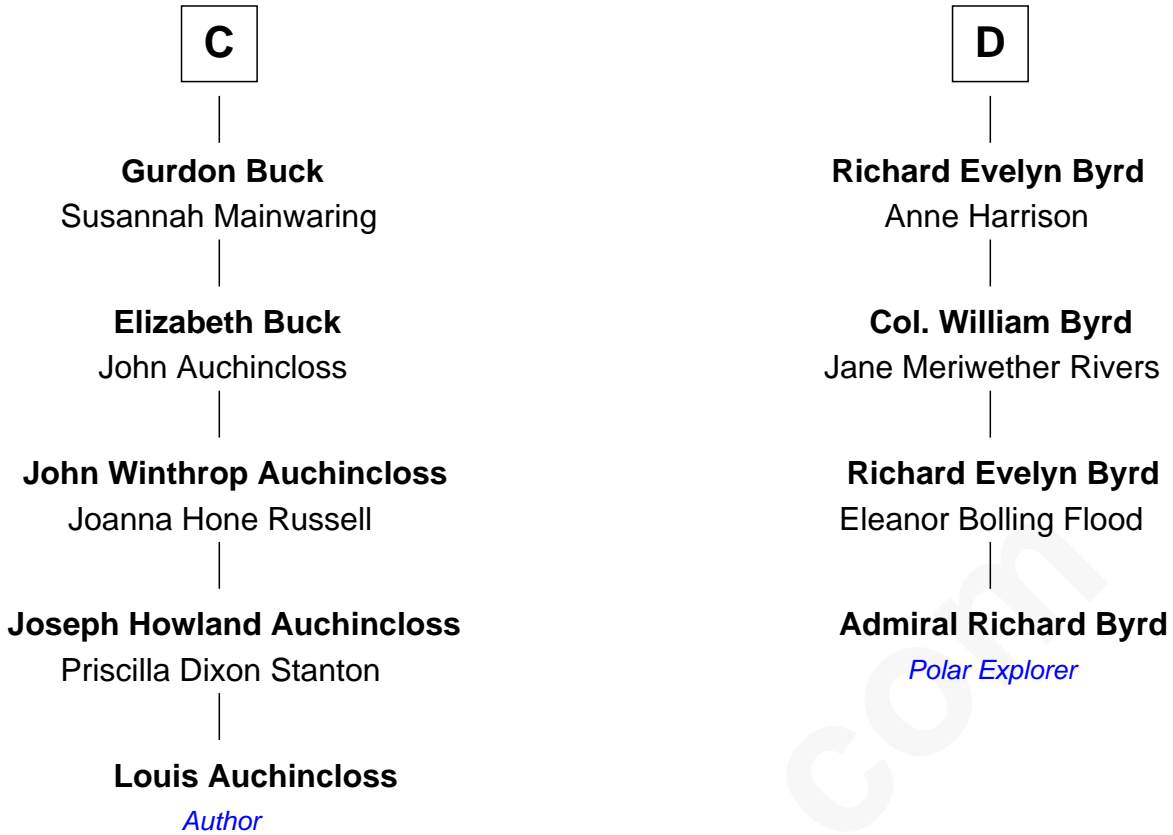 C
Gurdon Buck
Susannah Mainwaring
Elizabeth Buck
John Auchincloss
John Winthrop Auchincloss
Joanna Hone Russell
Joseph Howland Auchincloss
Priscilla Dixon Stanton
Louis Auchincloss
Author
D
Richard Evelyn Byrd
Anne Harrison
Col. William Byrd
Jane Meriwether Rivers
Richard Evelyn Byrd
Eleanor Bolling Flood
Admiral Richard Byrd
Polar Explorer
com